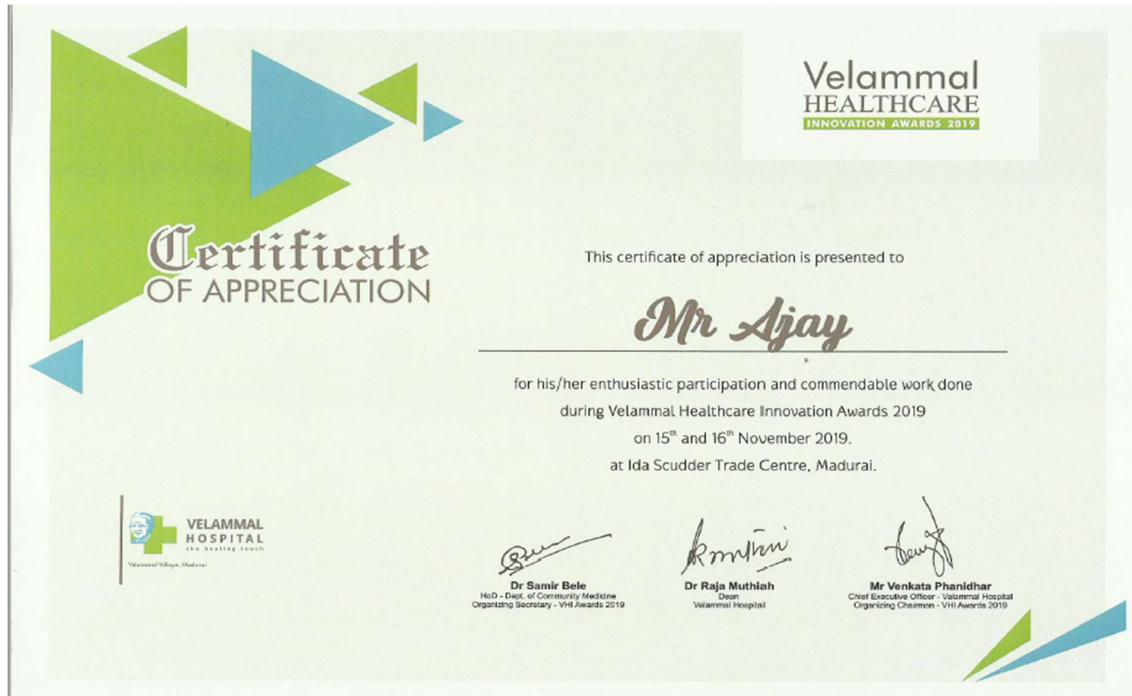 Velammal
HEALTHCARE
INNOVATION AWARDS 2019
Certificate
OF APPRECIATION
This certificate of appreciation is presented to
Mr Ajay
for his/her enthusiastic participation and commendable work done
during Velammal Healthcare Innovation Awards 2019
on 15th and 16th November 2019.
at Ida Scudder Trade Centre, Madurai.
VELAMMAL
HOSPITAL
the healing touch
Velammal Village, Madurai
Dr Samir Bele
HoD - Dept. of Community Medicine
Organizing Secretary - VHI Awards 2019
Dr Raja Muthiah
Dean
Velammal Hospital
Mr Venkata Phanidhar
Chief Executive Officer - Velammal Hospital
Organizing Chairman - VHI Awards 2019